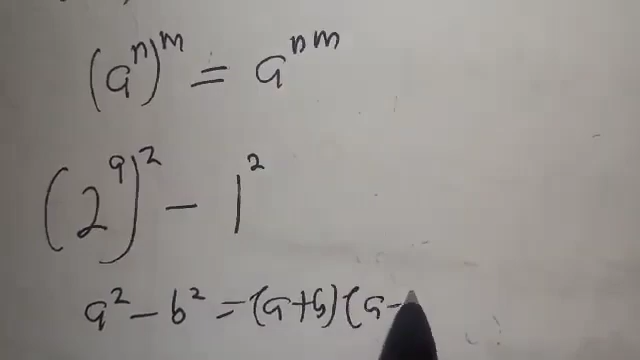 (a^n)^m = a^{nm}
(2^9)^2 - 1^2
a^2 - b^2 = (a+b)(a-